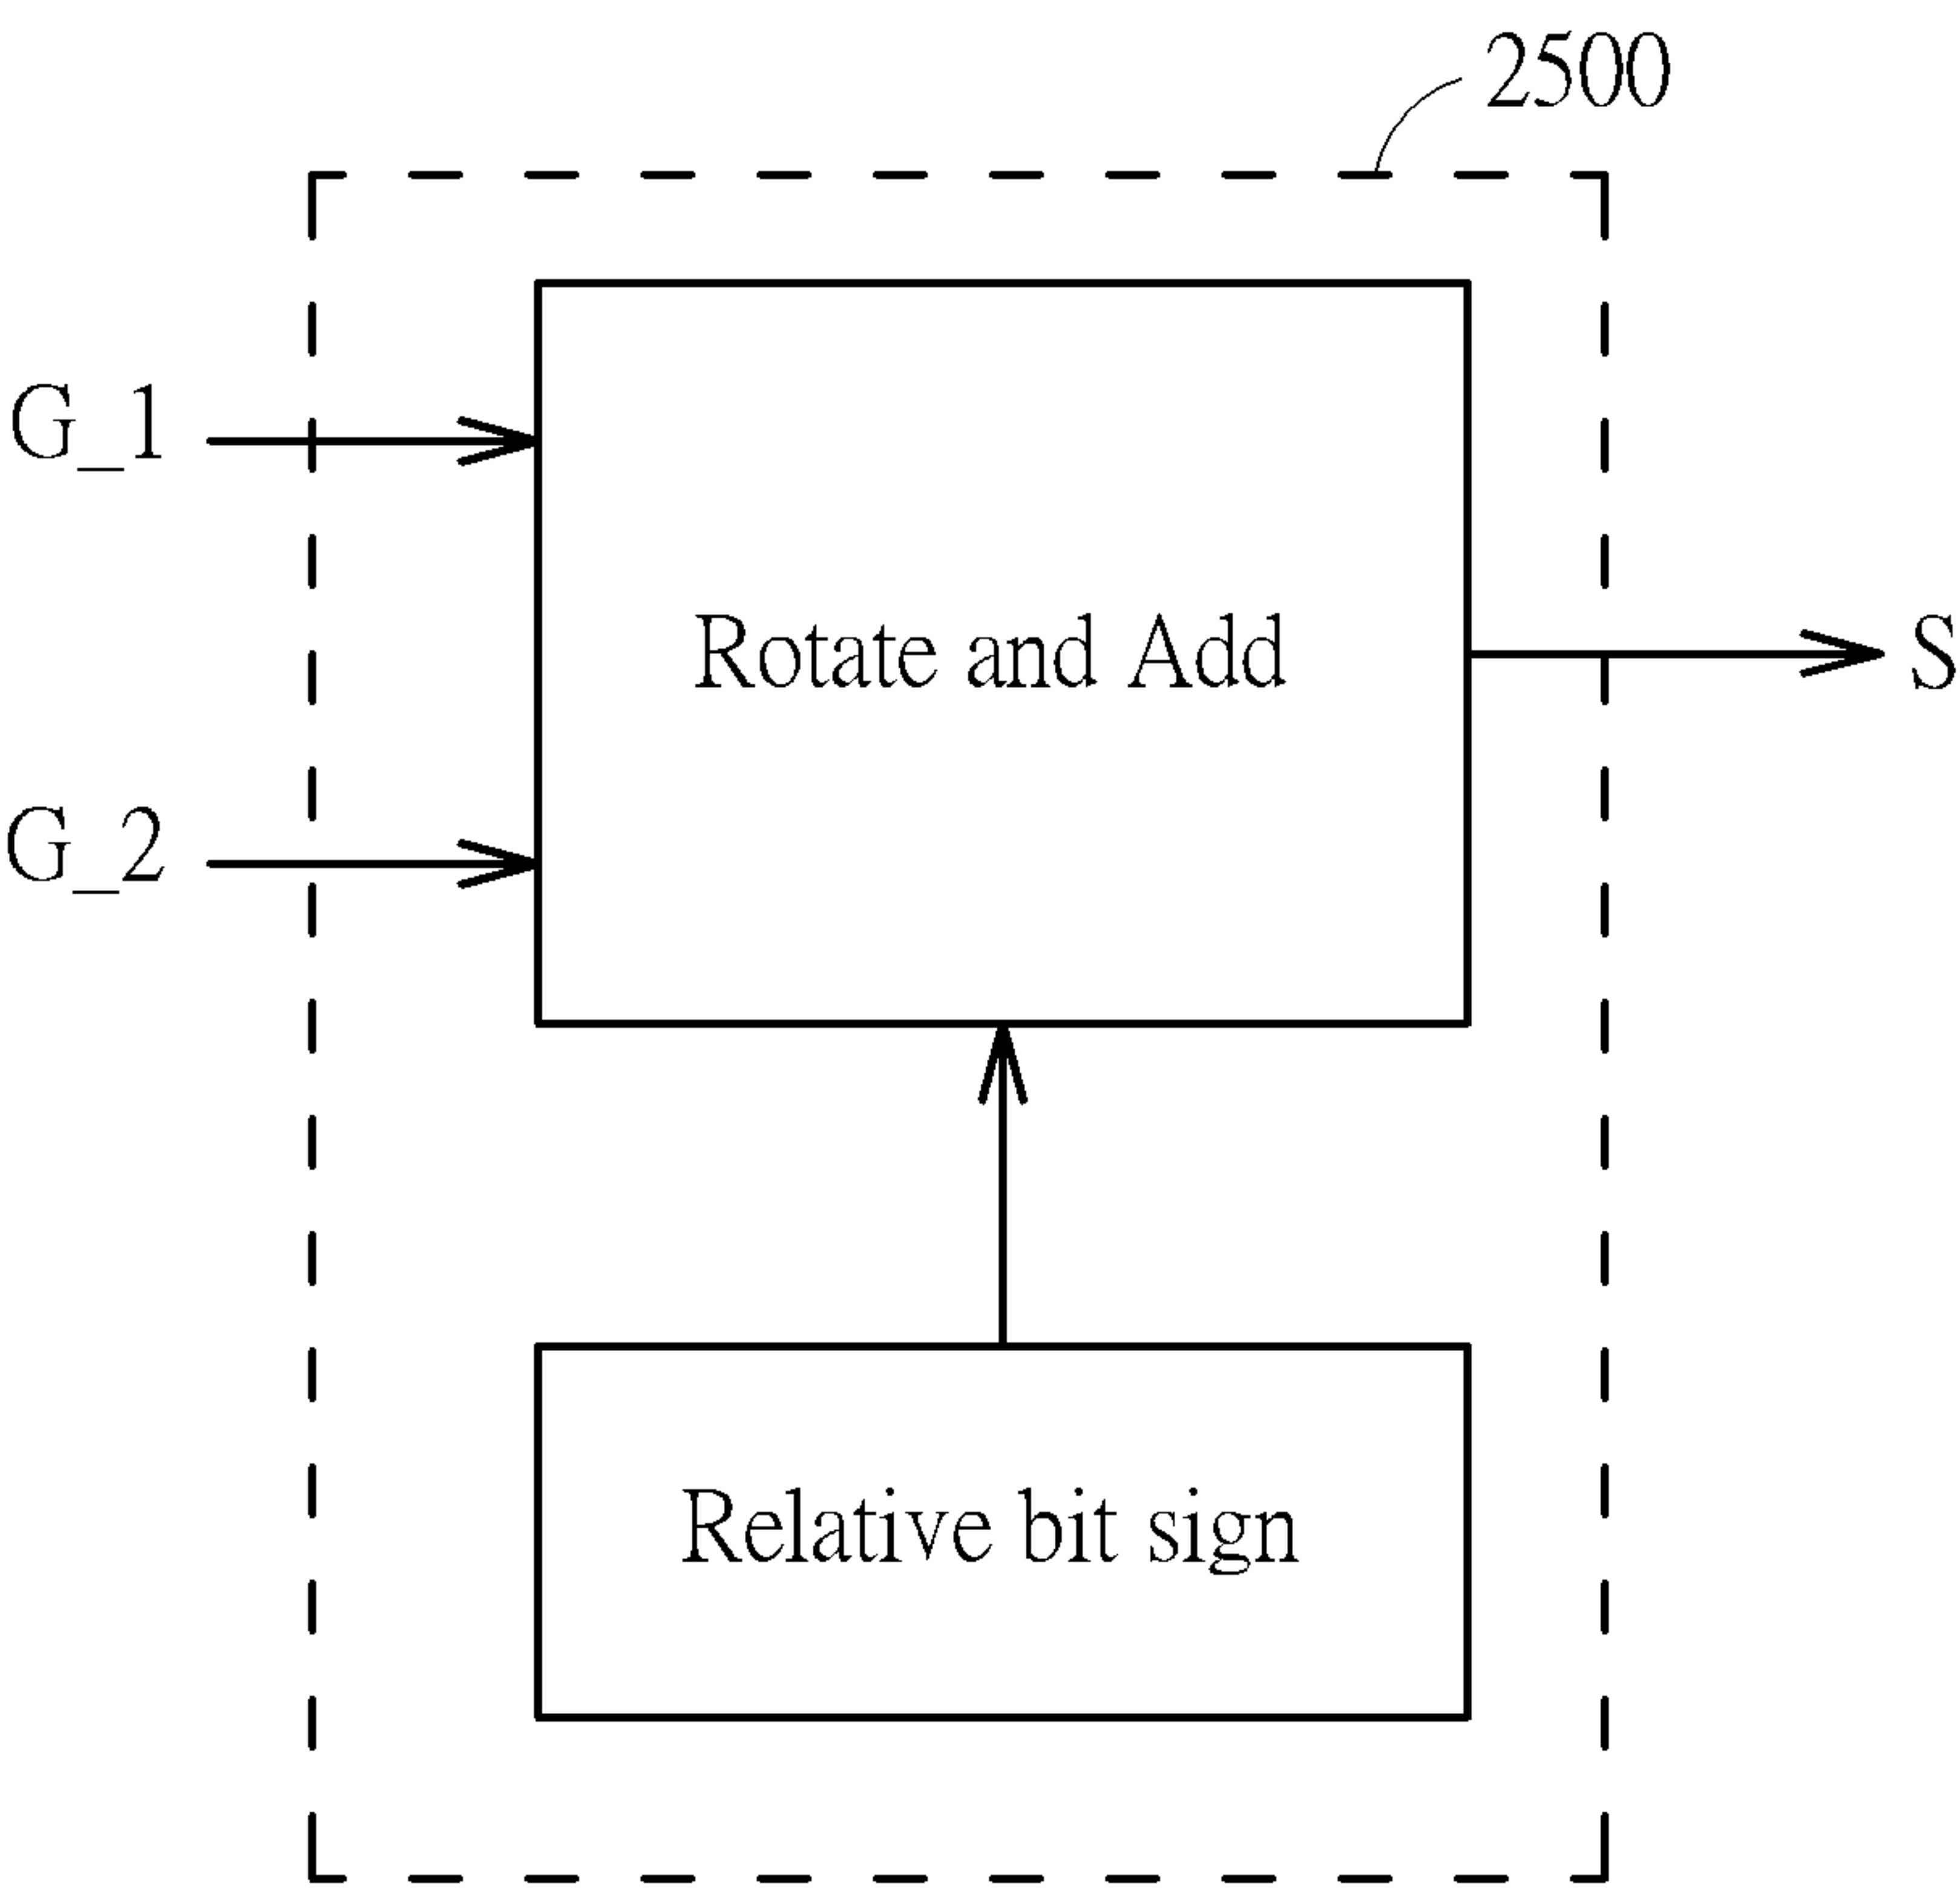 2500
G_1
Rotate and Add
S
G_2
Relative bit sign